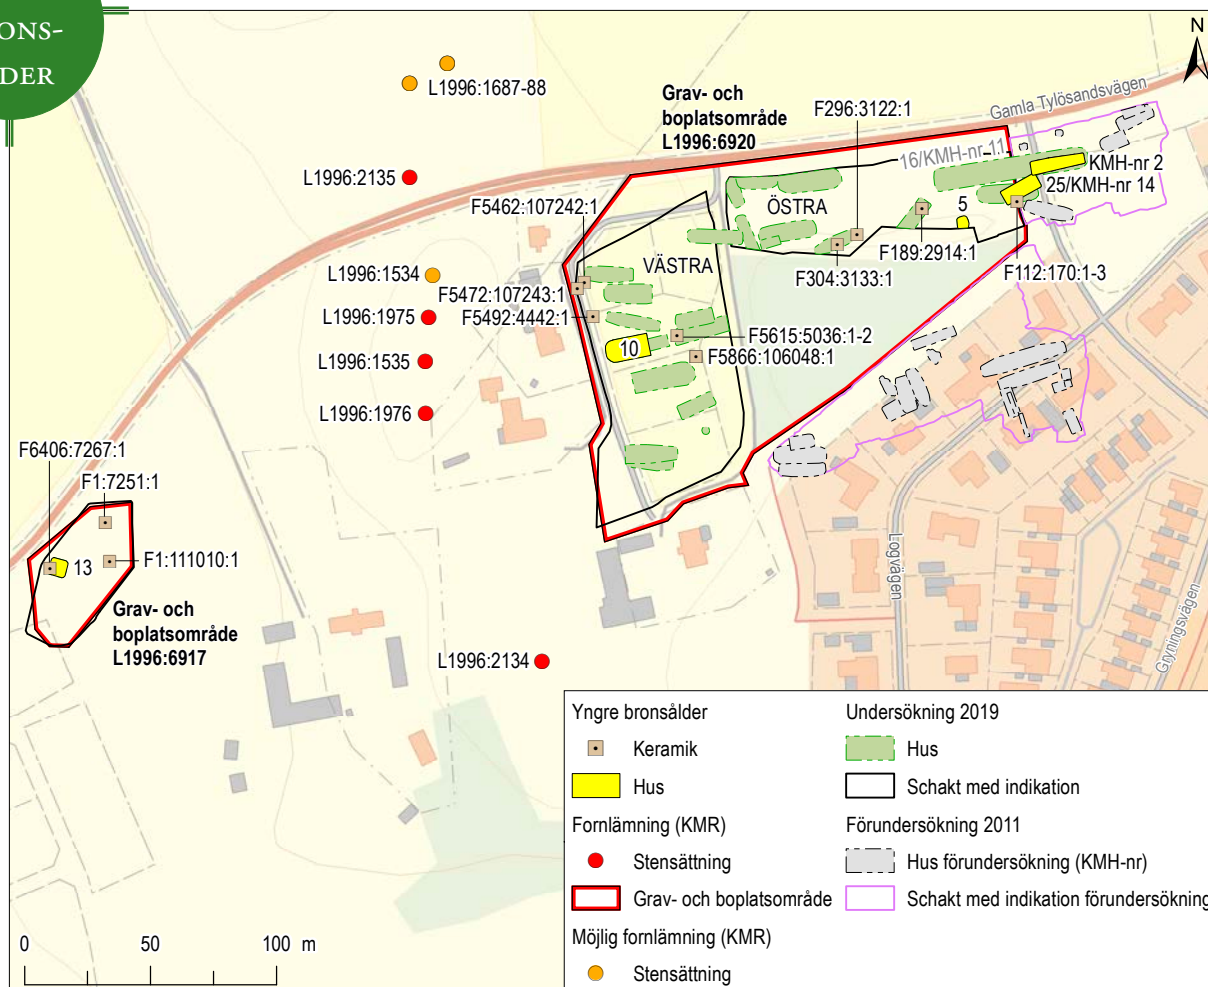 ONS-
DER
N
L1996:1687-88
Grav- och
boplatsområde
L1996:6920
F296:3122:1
Gamla Tylösandsvägen
16/KMH-nr 11
KMH-nr 2
25/KMH-nr 14
L1996:2135
F5462:107242:1
ÖSTRA
5
VÄSTRA
F189:2914:1
F304:3133:1
F112:170:1-3
L1996:1534
F5472:107243:1
L1996:1975
F5492:4442:1
F5615:5036:1-2
10
F5866:106048:1
L1996:1535
L1996:1976
F6406:7267:1
F1:7251:1
F1:111010:1
13
Grav- och
boplatsområde
L1996:6917
Logvägen
Gryningsvägen
L1996:2134
Yngre bronsålder
Keramik
Hus
Fornlämning (KMR)
Stensättning
Grav- och boplatsområde
Möjlig fornlämning (KMR)
Stensättning
Undersökning 2019
Hus
Schakt med indikation
Förundersökning 2011
Hus förundersökning (KMH-nr)
Schakt med indikation förundersökning
0 50 100 m